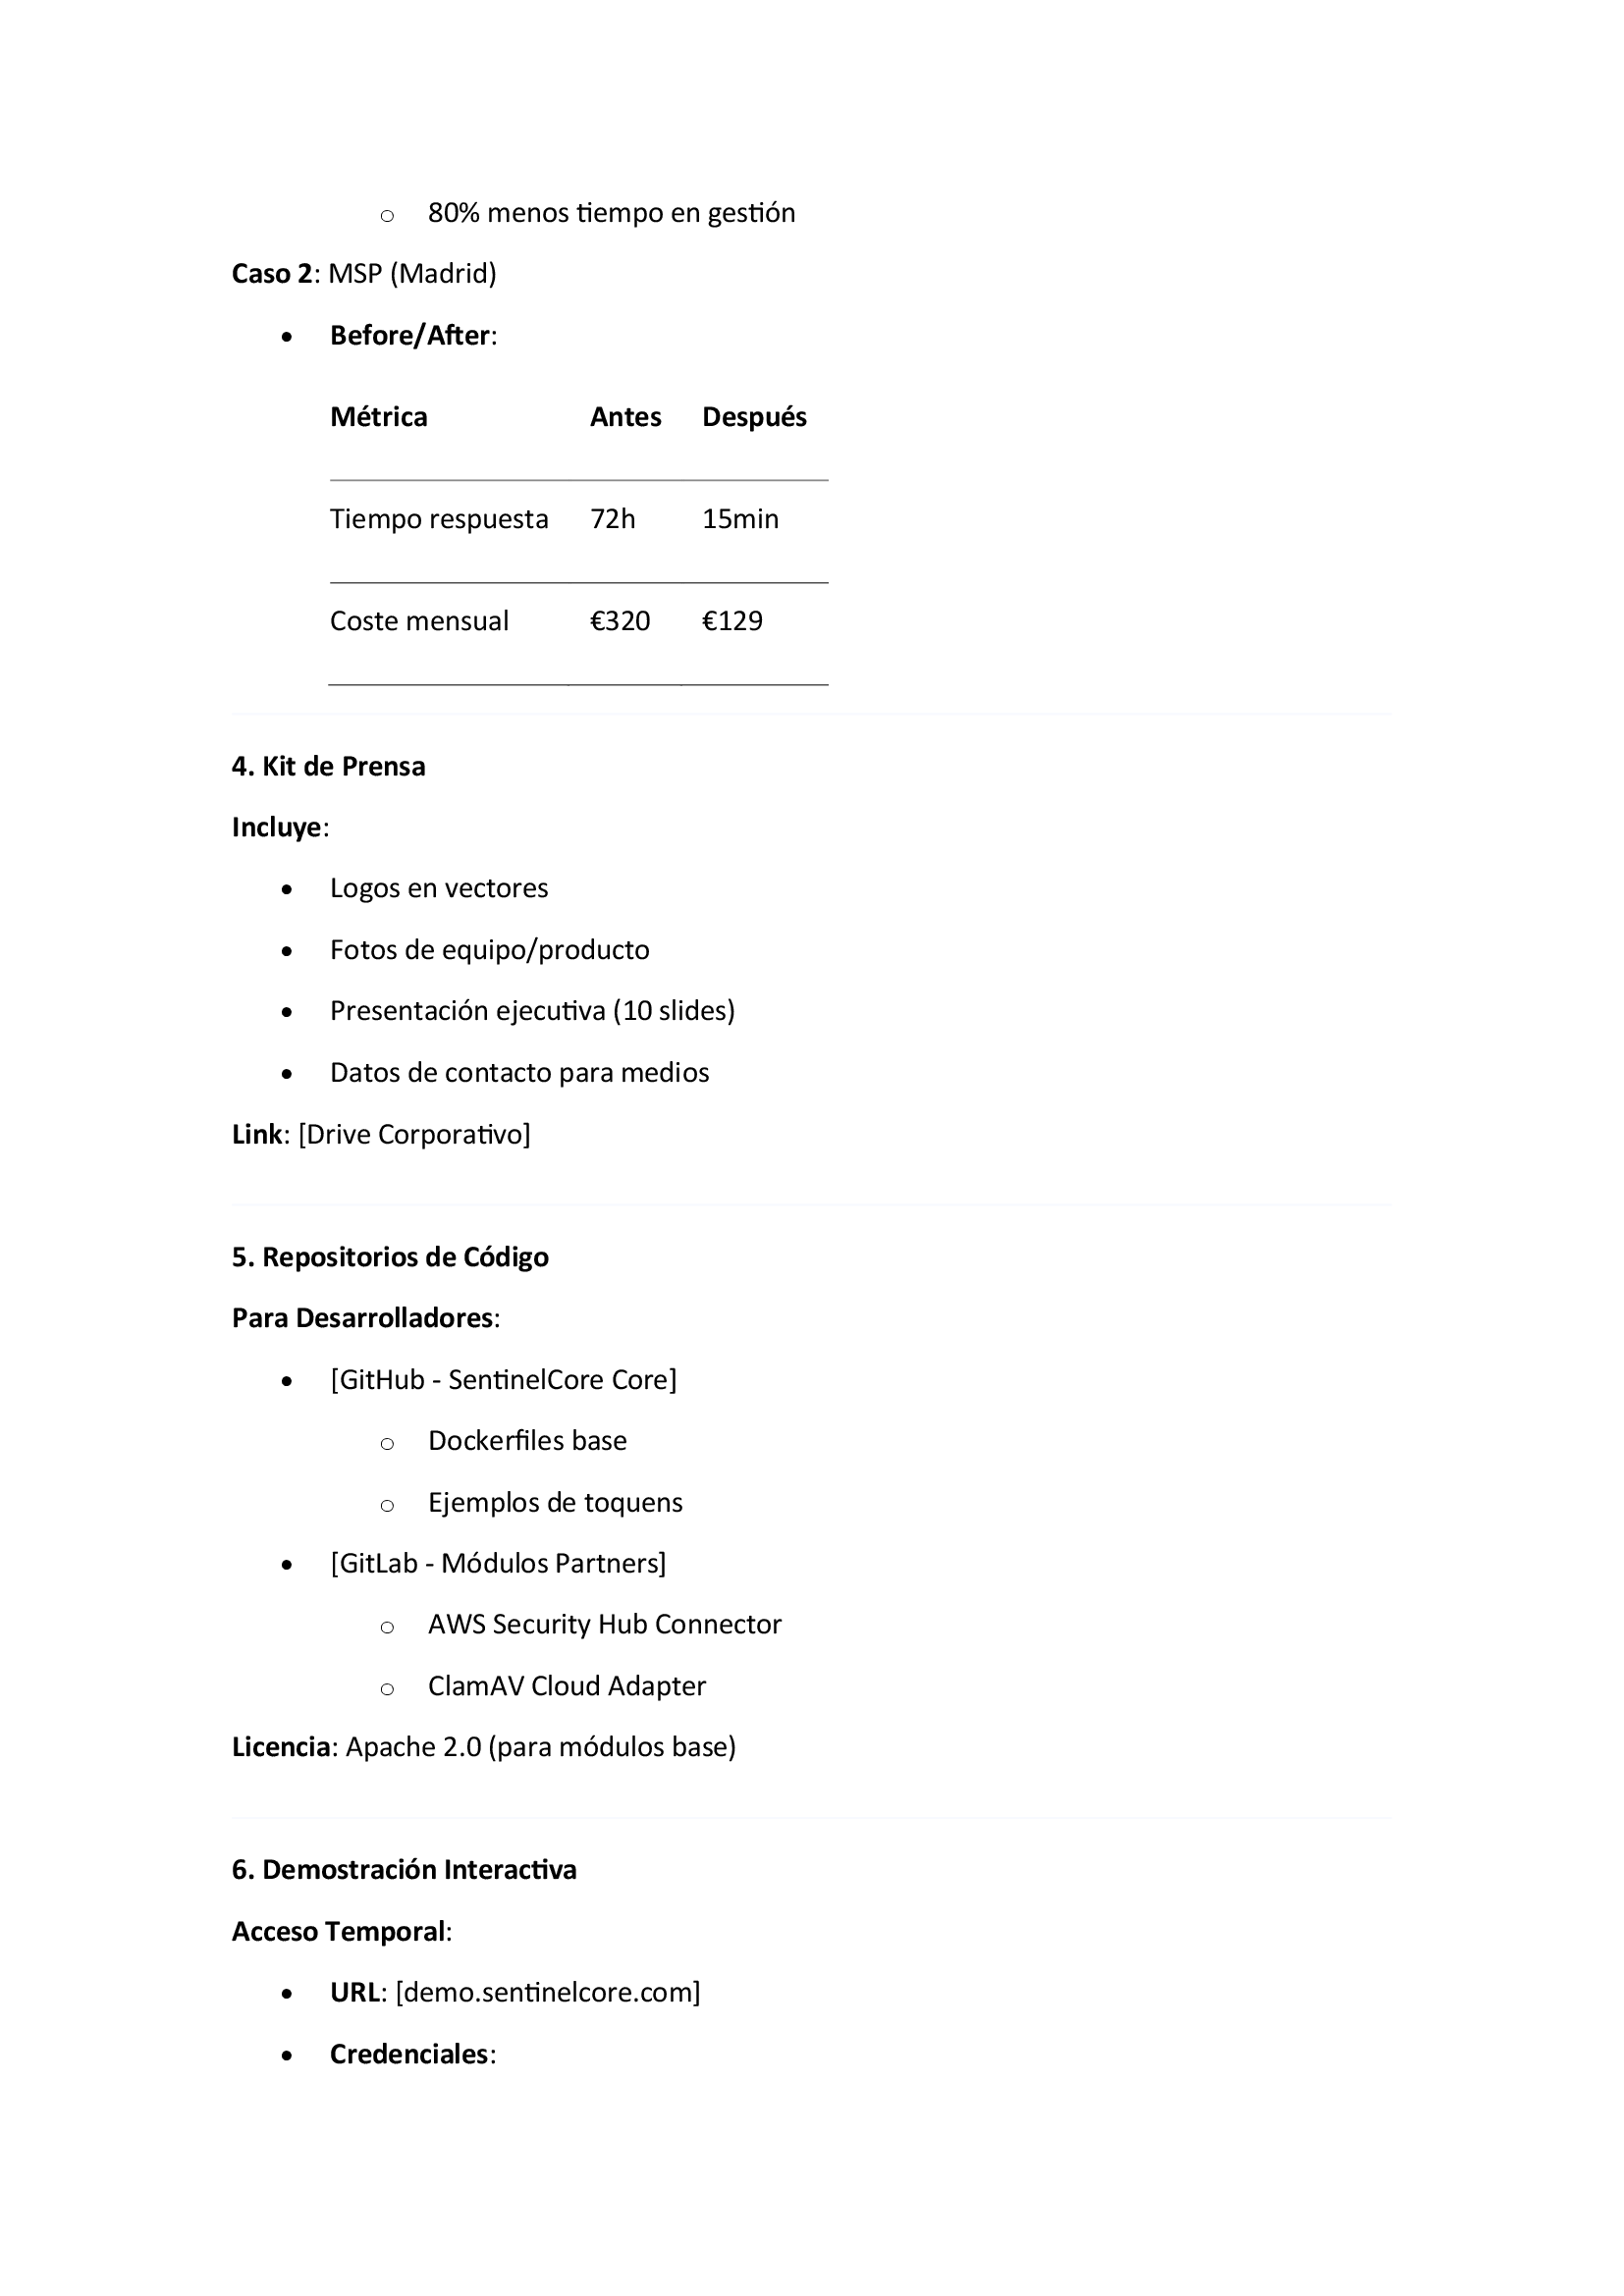 o 80% menos tiempo en gestión
Caso 2: MSP (Madrid)
• Before/After:
Métrica Antes Después
Tiempo respuesta 72h 15min
Coste mensual €320 €129
4. Kit de Prensa
Incluye:
• Logos en vectores
• Fotos de equipo/producto
• Presentación ejecutiva (10 slides)
• Datos de contacto para medios
Link: [Drive Corporativo]
5. Repositorios de Código
Para Desarrolladores:
• [GitHub - SentinelCore Core]
o Dockerfiles base
o Ejemplos de toquens
• [GitLab - Módulos Partners]
o AWS Security Hub Connector
o ClamAV Cloud Adapter
Licencia: Apache 2.0 (para módulos base)
6. Demostración Interactiva
Acceso Temporal:
• URL: [demo.sentinelcore.com]
• Credenciales: